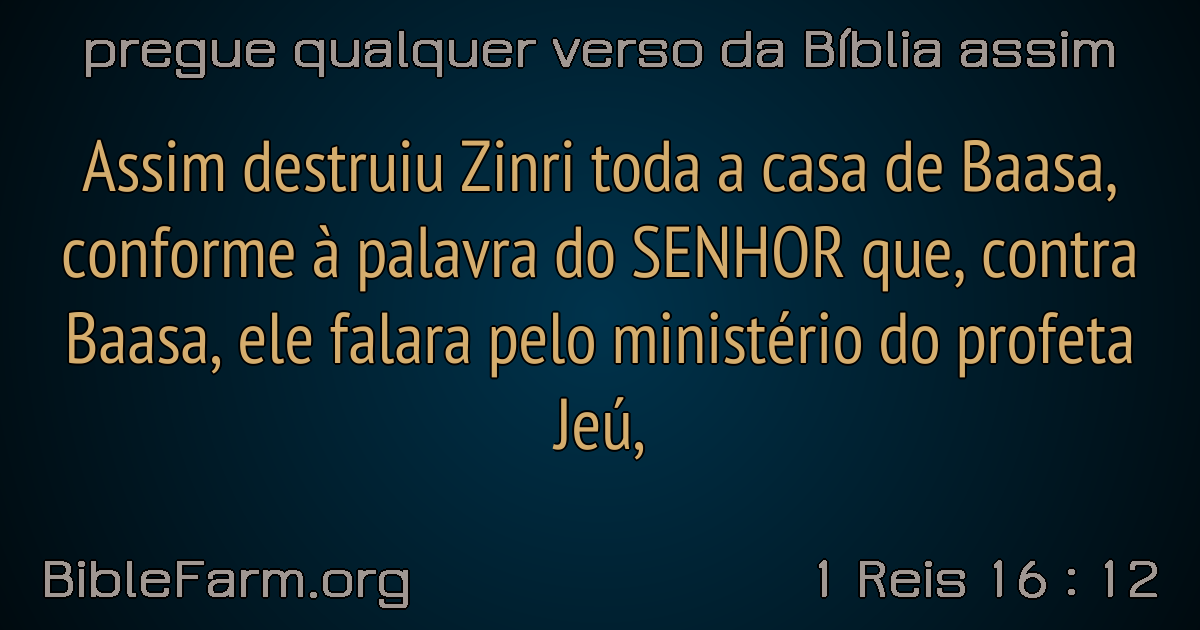 pregue qualquer verso da Bíblia assim
Assim destruiu Zinri toda a casa de Baasa,
conforme à palavra do SENHOR que, contra
Baasa, ele falara pelo ministério do profeta
Jeú,
BibleFarm.org
1 Reis 16 : 12